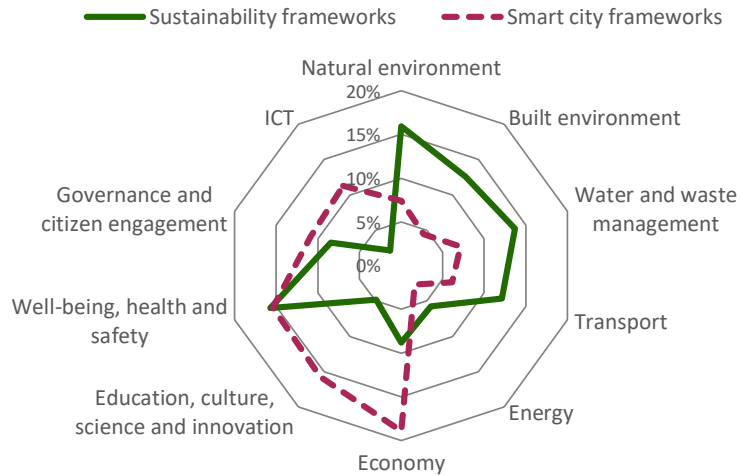 Sustainability frameworks
Smart city frameworks
Natural environment
20%
ICT
Built environment
15%
10%
Governance and
citizen engagement
Water and waste
management
5%
0%
Well-being, health and
safety
Transport
Education, culture,
science and innovation
Energy
Economy